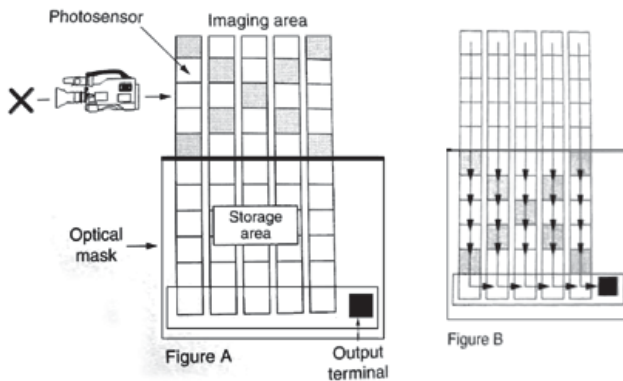 Photosensor
Imaging area
Storage
area
Optical
mask
Figure A
Output
terminal
Figure B